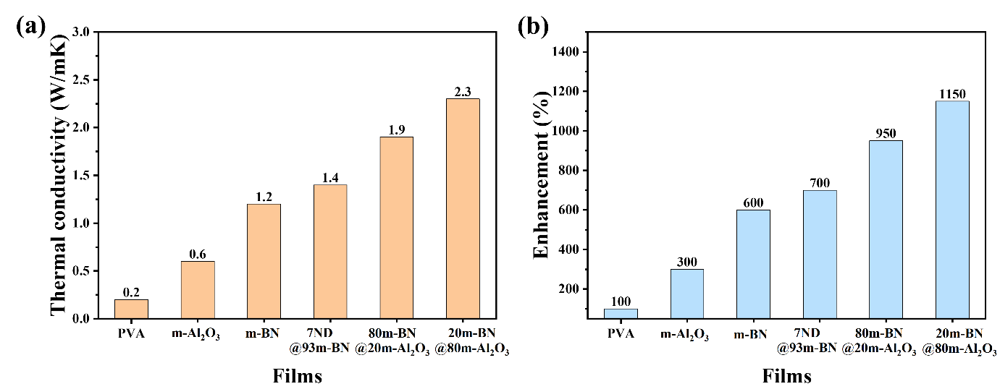 (a)
Thermal conductivity (W/mK)
3.0
2.5
2.0
1.5
1.0
0.5
0.0
0.2
0.6
1.2
1.4
1.9
2.3
PVA
m-Al₂O₃
m-BN
7ND
@93m-BN
80m-BN
@20m-Al₂O₃
20m-BN
@80m-Al₂O₃
Films
(b)
Enhancement (%)
1400
1200
1000
800
600
400
200
100
300
600
700
950
1150
PVA
m-Al₂O₃
m-BN
7ND
@93m-BN
80m-BN
@20m-Al₂O₃
20m-BN
@80m-Al₂O₃
Films